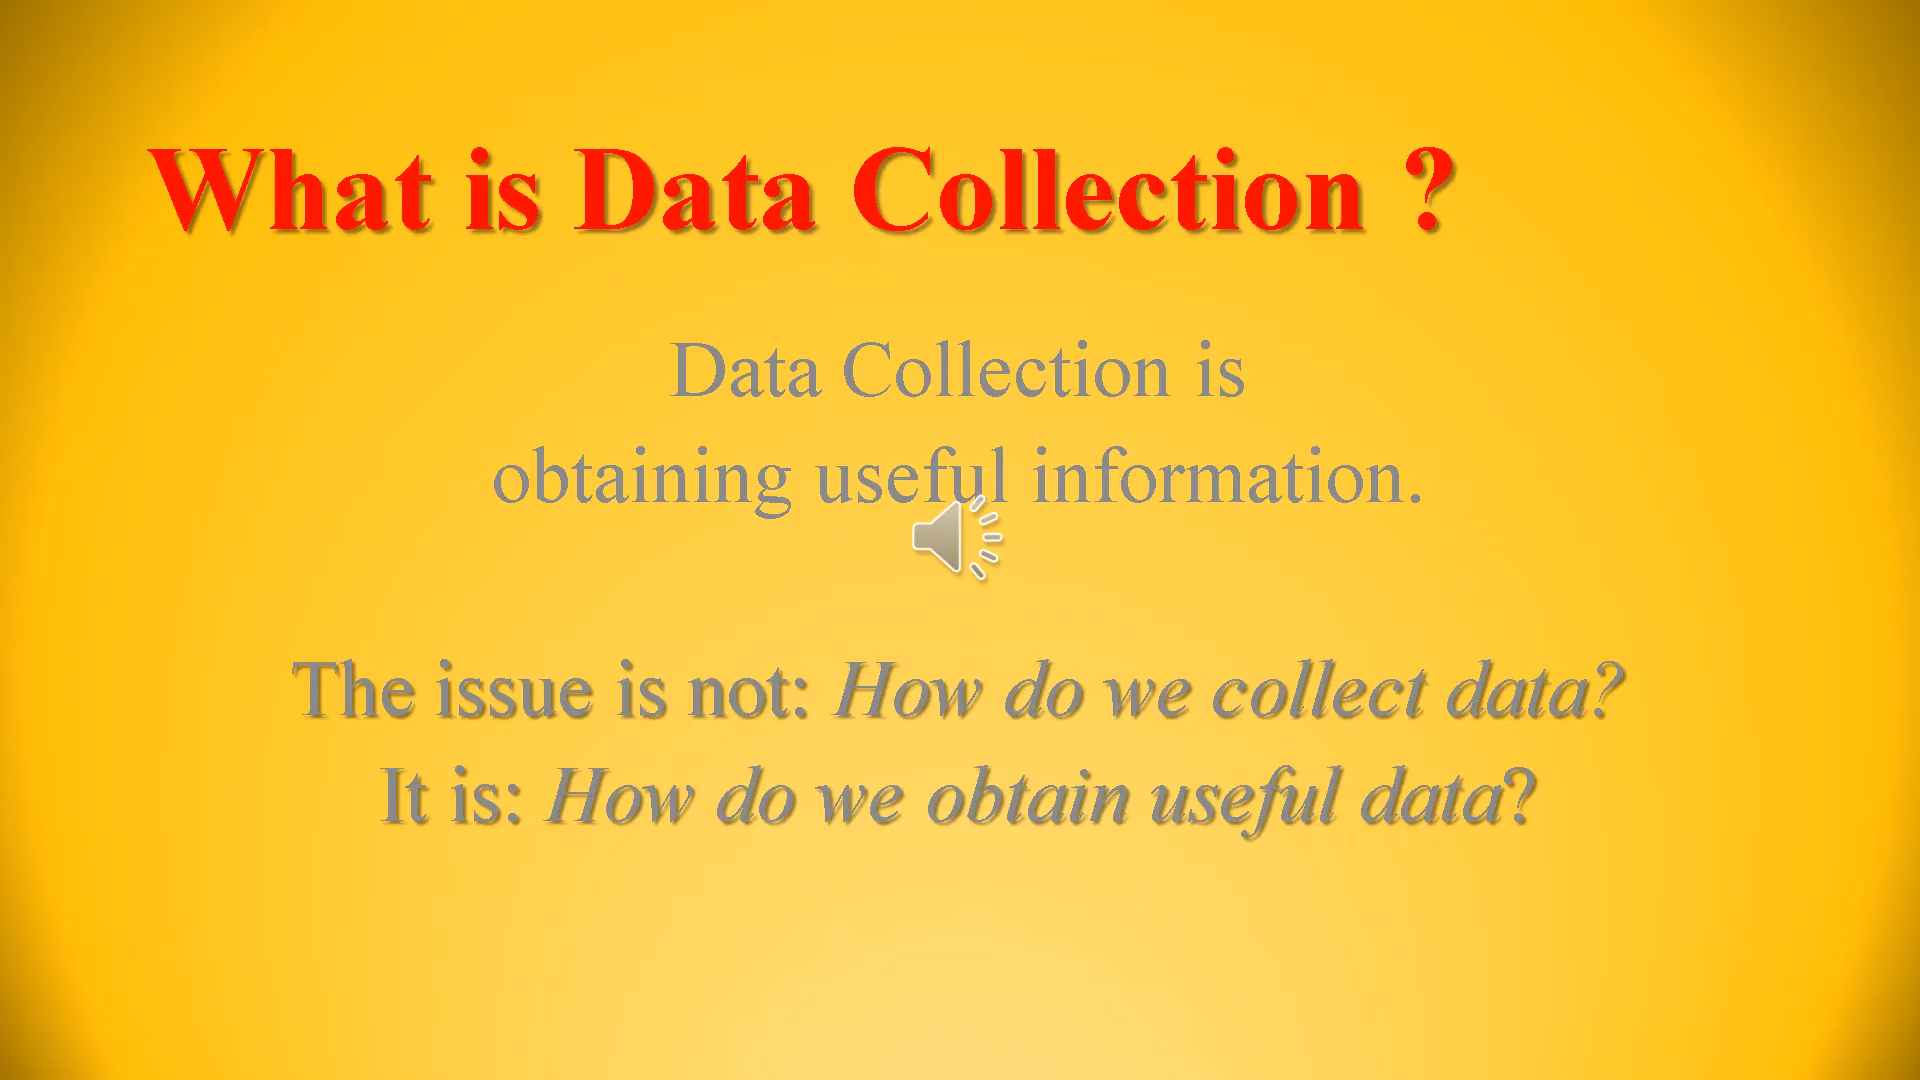 What is Data Collection ?
Data Collection is
obtaining useful information.
The issue is not: How do we collect data?
It is: How do we obtain useful data?